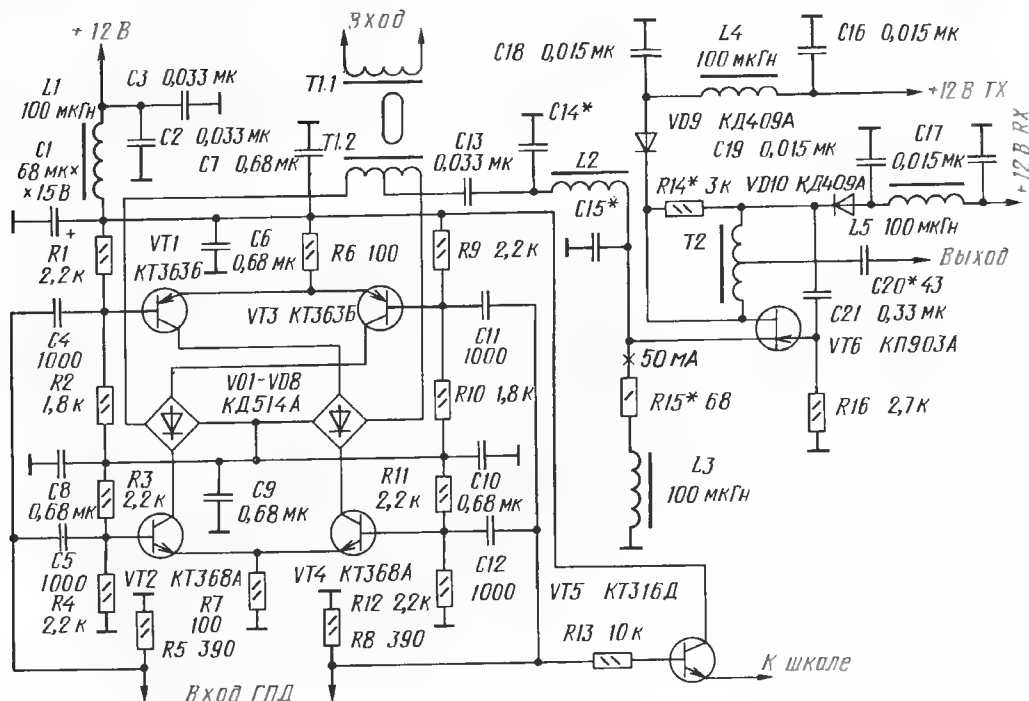 + 12 В
Вход
C18 0,015 мк
L4
100 мкГн
C16 0,015 мк
L1
100 мкГн
C3 0,033 мк
T1.1
+12 В TX
C2 0,033 мк
C1
68 мк×
×15 В
C7 0,68 мк
T1.2
C13
0,033 мк
C14*
L2
VD9 КД409А
C19 0,015 мк
C17
0,015 мк
+12 В RX
C15*
R14* 3 к
VD10 КД409А
L5 100 мкГн
R1
2,2 к
VT1
КТ363Б
C6
0,68 мк
R6 100
R9 2,2 к
T2
Выход
C20* 43
C4
1000
VT3 КТ363Б
C11
1000
C21 0,33 мк
VT6 КП903А
50 мА
R2
1,8 к
VD1-VD8
КД514А
R10 1,8 к
R15* 68
R16 2,7 к
C8
0,68 мк
R3
2,2 к
C9
0,68 мк
R11
2,2 к
C10
0,68 мк
L3
100 мкГн
C5
1000
R4
2,2 к
VT2 КТ368А
R7
100
VT4 КТ368А
R12 2,2 к
C12
1000
VT5 КТ316Д
R5 390
R8 390
R13 10 к
К шкале
Вход ГПД